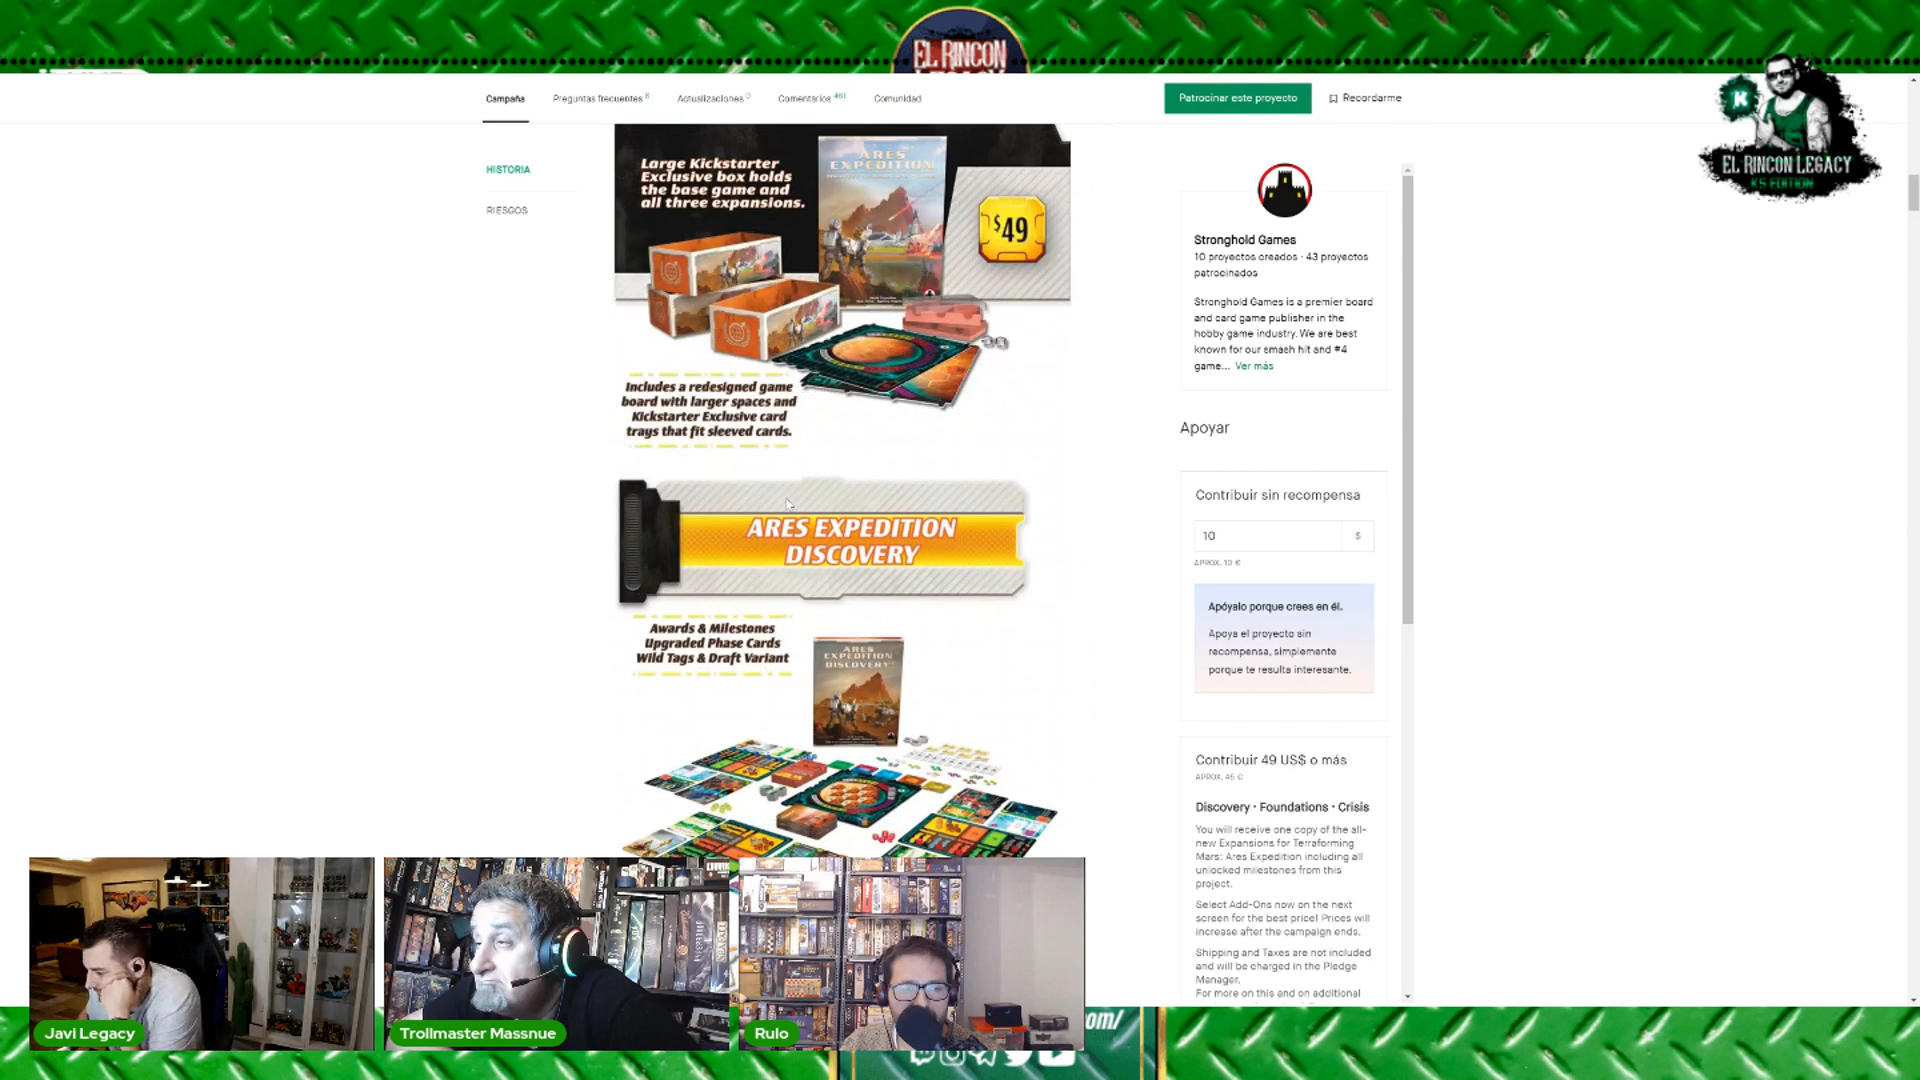 EL RINCON
LEGACY
Campaña
Preguntas frecuentes 8
Actualizaciones 0
Comentarios 461
Comunidad
Patrocinar este proyecto
Recordarme
K
EL RINCON LEGACY
KS EDITION
HISTORIA
RIESGOS
Large Kickstarter
Exclusive box holds
the base game and
all three expansions.
ARES
EXPEDITION
$49
Includes a redesigned game
board with larger spaces and
Kickstarter Exclusive card
trays that fit sleeved cards.
ARES EXPEDITION
DISCOVERY
Awards & Milestones
Upgraded Phase Cards
Wild Tags & Draft Variant
ARES
EXPEDITION
DISCOVERY
Stronghold Games
10 proyectos creados · 43 proyectos
patrocinados
Stronghold Games is a premier board
and card game publisher in the
hobby game industry. We are best
known for our smash hit and #4
game... Ver más
Apoyar
Contribuir sin recompensa
10 $
APROX. 10 €
Apóyalo porque crees en él.
Apoya el proyecto sin
recompensa, simplemente
porque te resulta interesante.
Contribuir 49 US$ o más
APROX. 45 €
Discovery · Foundations · Crisis
You will receive one copy of the all-
new Expansions for Terraforming
Mars: Ares Expedition including all
unlocked milestones from this
project.
Select Add-Ons now on the next
screen for the best price! Prices will
increase after the campaign ends.
Shipping and Taxes are not included
and will be charged in the Pledge
Manager.
For more on this and on additional
Javi Legacy
Trollmaster Massnue
Rulo
om/